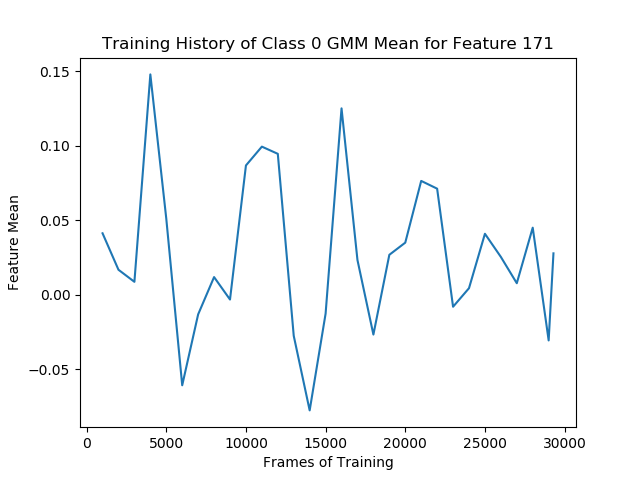 Training History of Class 0 GMM Mean for Feature 171
0.15
0.10
0.05
0.00
−0.05
Feature Mean
0 5000 10000 15000 20000 25000 30000
Frames of Training